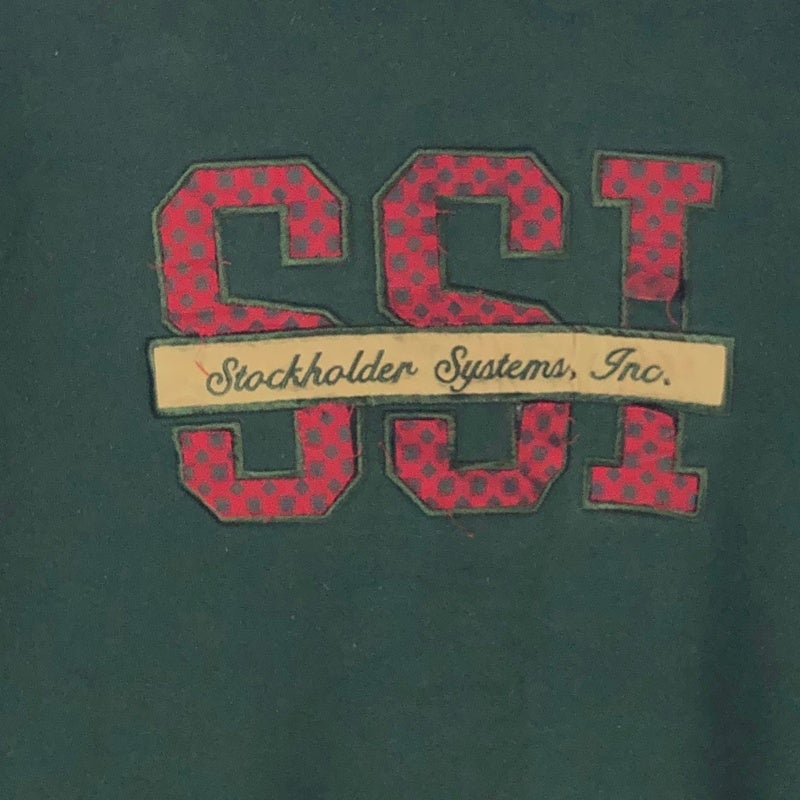 SSI
Stockholder Systems, Inc.